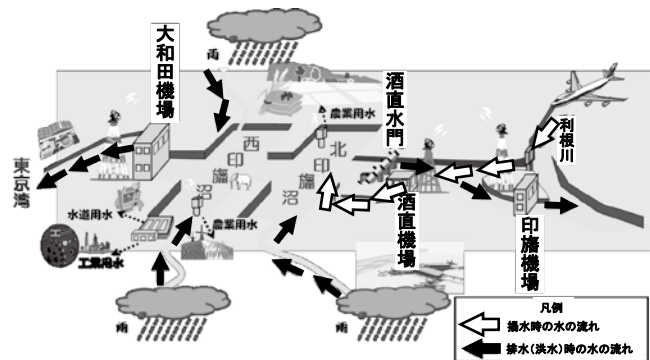 雨
大和田機場
酒直水門
農業用水
利根川
西印旛沼
北印旛沼
東京湾
水道用水
農業用水
工業用水
酒直機場
印旛機場
雨
雨
凡例
揚水時の水の流れ
排水(洪水)時の水の流れ